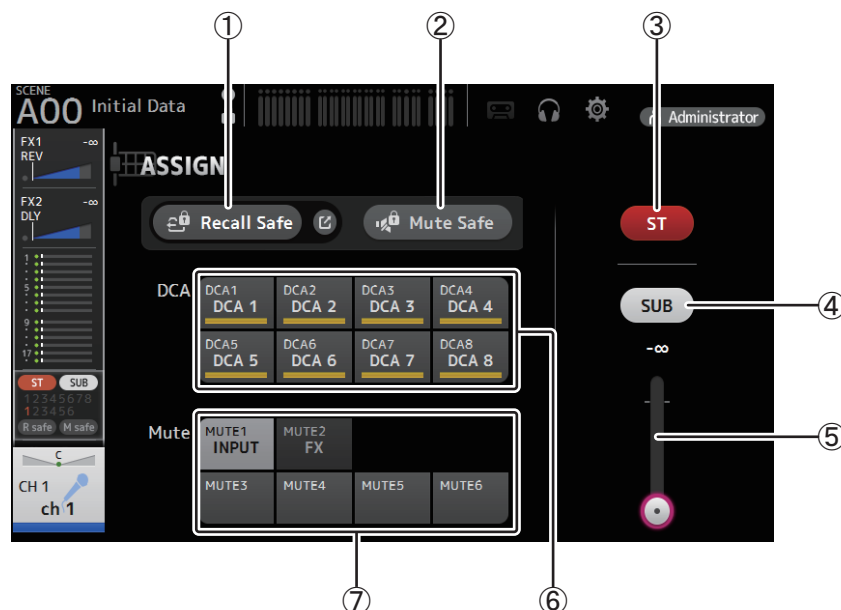 ① ② ③
SCENE
A00 Initial Data
Administrator
FX1 -∞
REV
ASSIGN
FX2 -∞
DLY
Recall Safe
Mute Safe
ST
1
5
9
17
DCA
DCA1 DCA2 DCA3 DCA4
DCA 1 DCA 2 DCA 3 DCA 4
DCA5 DCA6 DCA7 DCA8
DCA 5 DCA 6 DCA 7 DCA 8
SUB ④
-∞
ST SUB
12345678
123456
R safe M safe
Mute
MUTE1 MUTE2
INPUT FX
MUTE3 MUTE4 MUTE5 MUTE6
⑤
C
CH 1
ch 1
⑦ ⑥